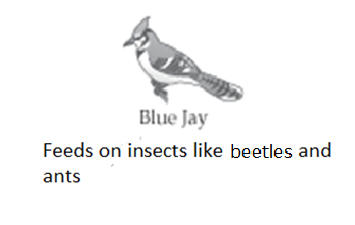 Blue Jay
Feeds on insects like beetles and
ants